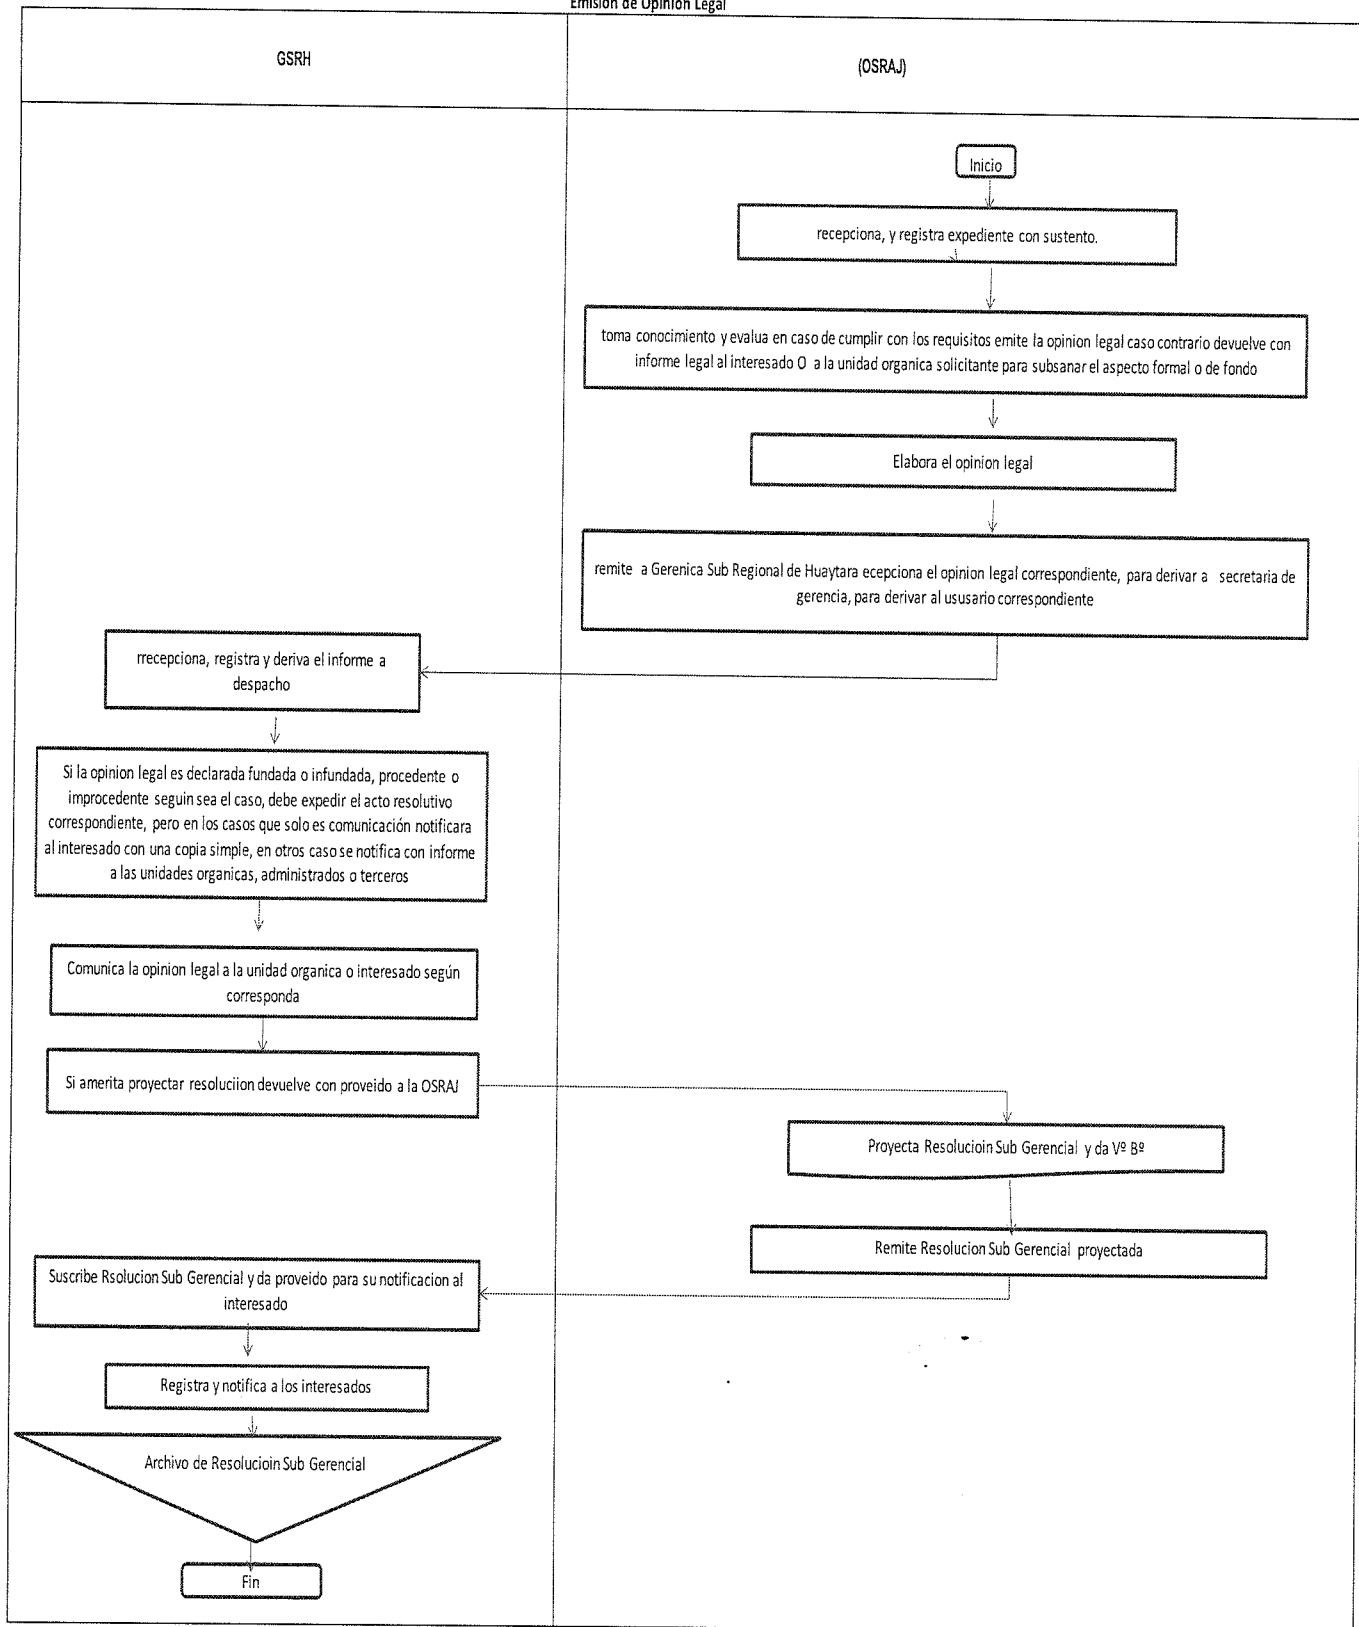 Emisión de Opinión Legal
GSRH
(OSRAJ)
Inicio
recepciona, y registra expediente con sustento.
toma conocimiento y evalua en caso de cumplir con los requisitos emite la opinion legal caso contrario devuelve con
informe legal al interesado O a la unidad organica solicitante para subsanar el aspecto formal o de fondo
Elabora el opinion legal
remite a Gerenica Sub Regional de Huaytara ecepciona el opinion legal correspondiente, para derivar a secretaria de
gerencia, para derivar al ususario correspondiente
rrecepciona, registra y deriva el informe a
despacho
Si la opinion legal es declarada fundada o infundada, procedente o
improcedente seguin sea el caso, debe expedir el acto resolutivo
correspondiente, pero en los casos que solo es comunicación notificara
al interesado con una copia simple, en otros caso se notifica con informe
a las unidades organicas, administrados o terceros
Comunica la opinion legal a la unidad organica o interesado según
corresponda
Si amerita proyectar resoluciion devuelve con proveido a la OSRAJ
Proyecta Resolucioin Sub Gerencial y da Vº Bº
Remite Resolucion Sub Gerencial proyectada
Suscribe Rsolucion Sub Gerencial y da proveido para su notificacion al
interesado
Registra y notifica a los interesados
Archivo de Resolucioin Sub Gerencial
Fin